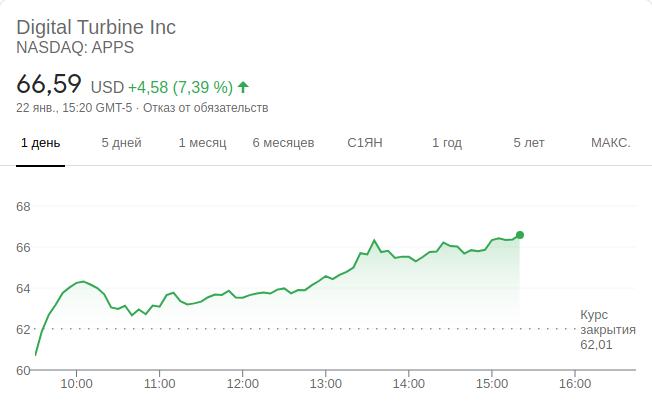 Digital Turbine Inc
NASDAQ: APPS
66,59 USD +4,58 (7,39 %)
22 янв., 15:20 GMT-5 · Отказ от обязательств
1 день 5 дней 1 месяц 6 месяцев С1ЯН 1 год 5 лет МАКС.
68
66
64
62
60
Курс
закрытия
62,01
10:00 11:00 12:00 13:00 14:00 15:00 16:00